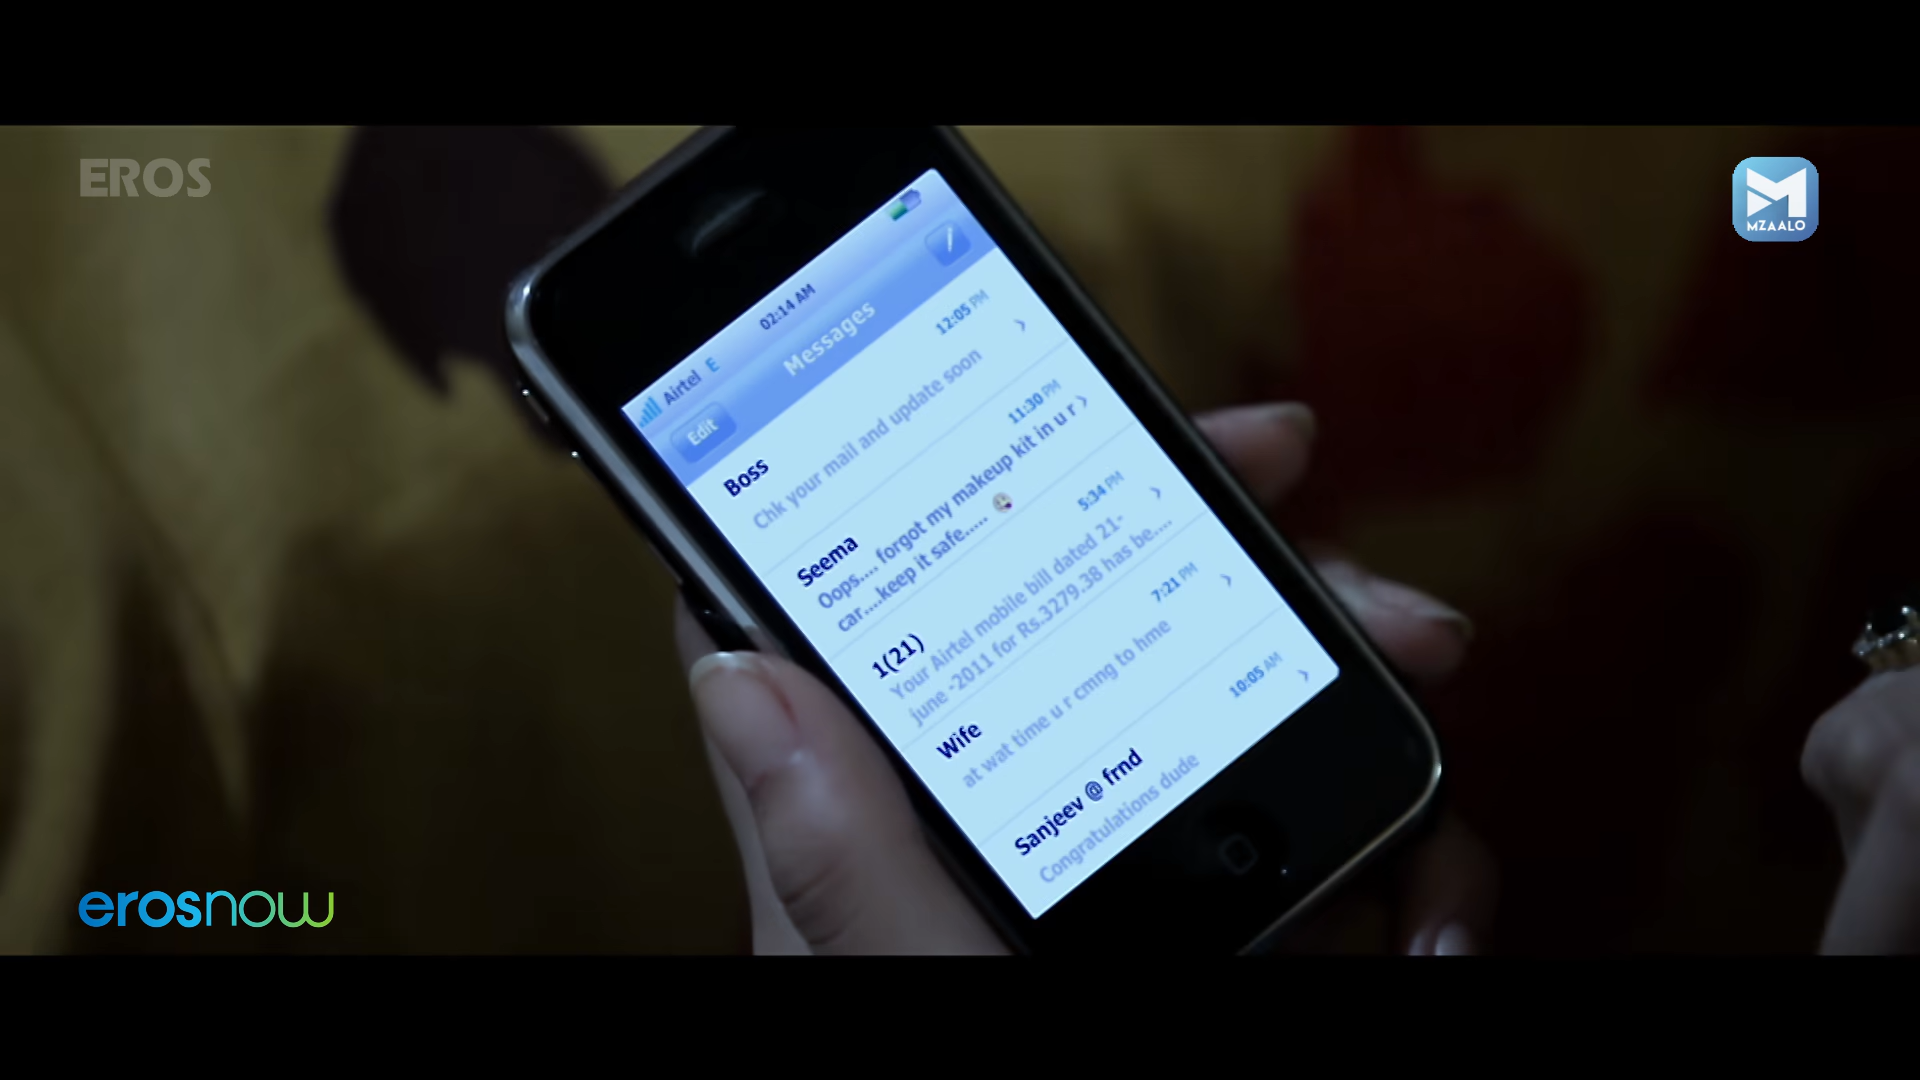 EROS
MZAALO
Airtel E
02:14 AM
Edit
Messages
Boss
12:05 PM
Chk your mail and update soon
Seema
11:30 PM
Oops.... forgot my makeup kit in u r
car....keep it safe.....
1(21)
5:34 PM
Your Airtel mobile bill dated 21-
june -2011 for Rs.3279.38 has be....
Wife
7:21 PM
at wat time u r cmng to hme
Sanjeev @ frnd
10:05 AM
Congratulations dude
erosnow